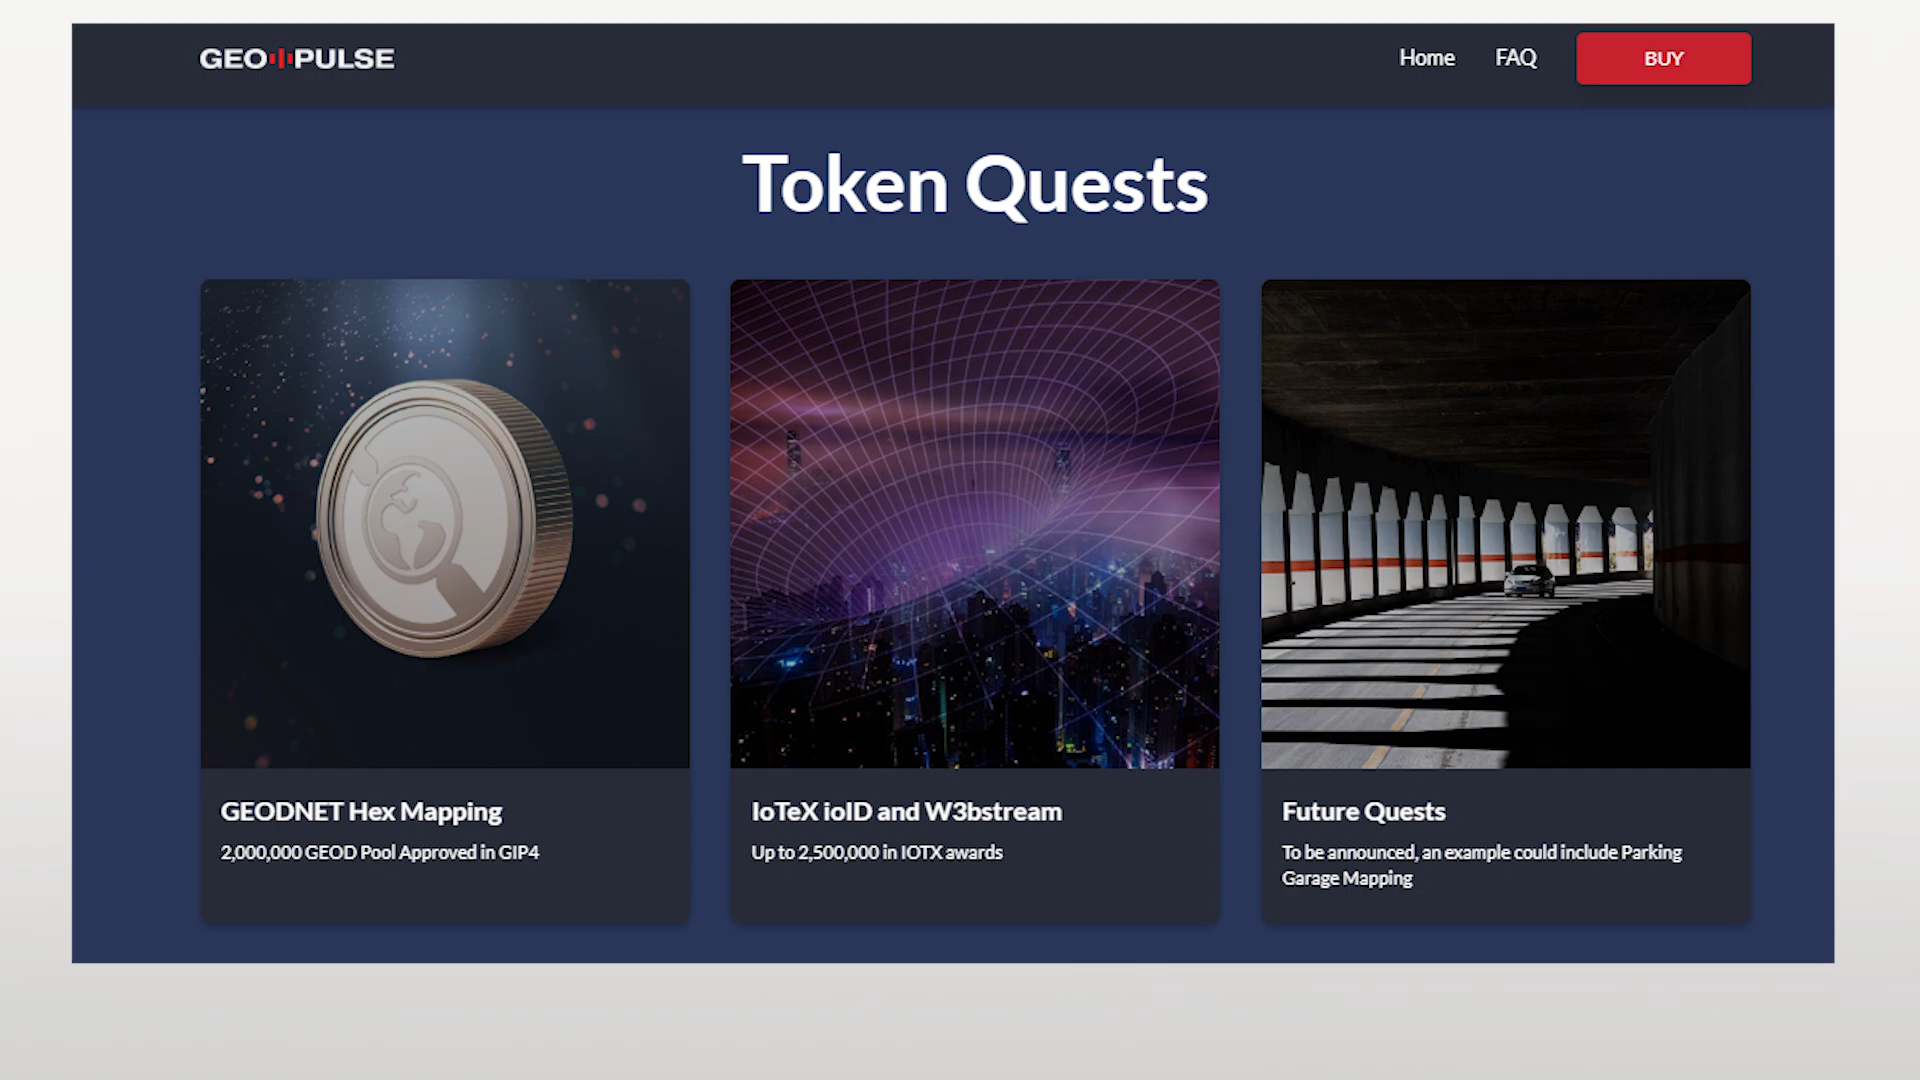 GEO PULSE
Home
FAQ
BUY
Token Quests
GEODNET Hex Mapping
2,000,000 GEOD Pool Approved in GIP4
IoTeX ioID and W3bstream
Up to 2,500,000 in IOTX awards
Future Quests
To be announced, an example could include Parking
Garage Mapping